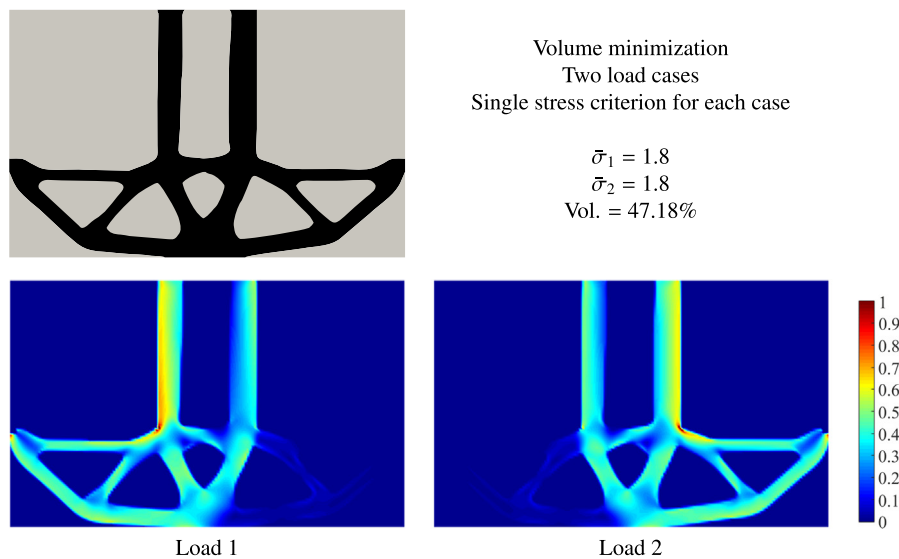 Volume minimization
Two load cases
Single stress criterion for each case
σ̄₁ = 1.8
σ̄₂ = 1.8
Vol. = 47.18%
1
0.9
0.8
0.7
0.6
0.5
0.4
0.3
0.2
0.1
0
Load 1
Load 2